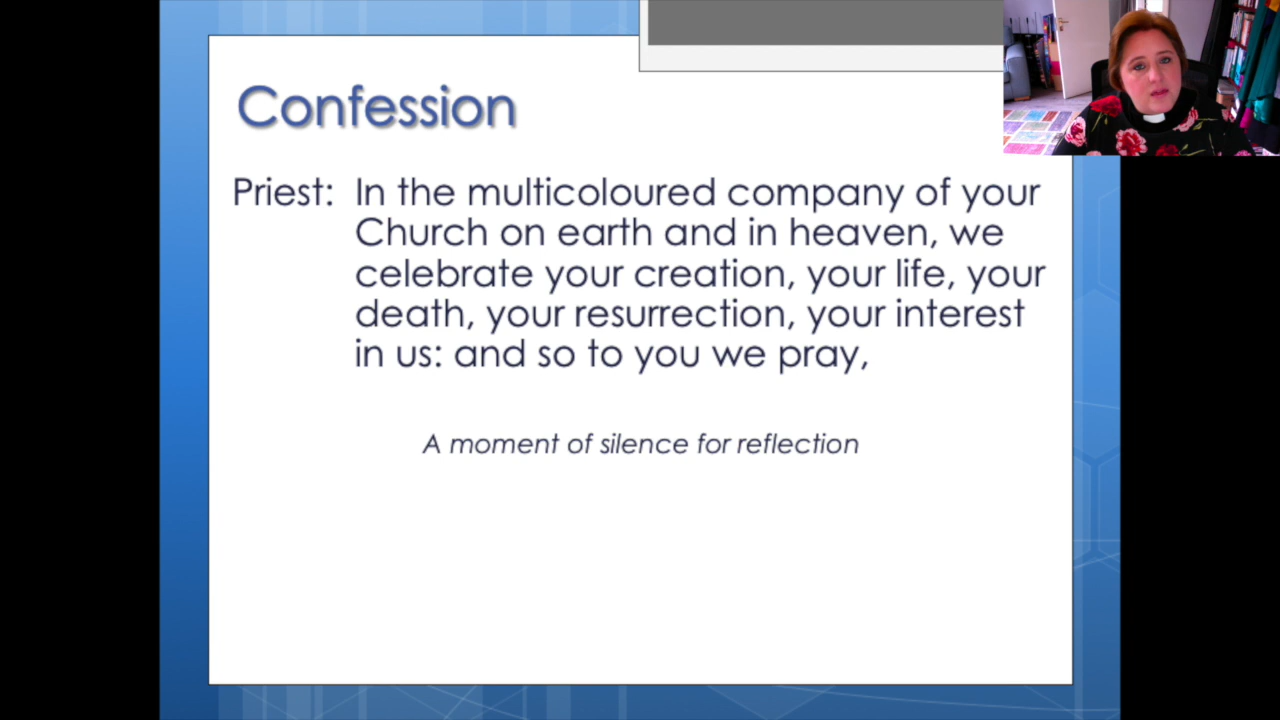 Confession
Priest: In the multicoloured company of your
Church on earth and in heaven, we
celebrate your creation, your life, your
death, your resurrection, your interest
in us: and so to you we pray,
A moment of silence for reflection